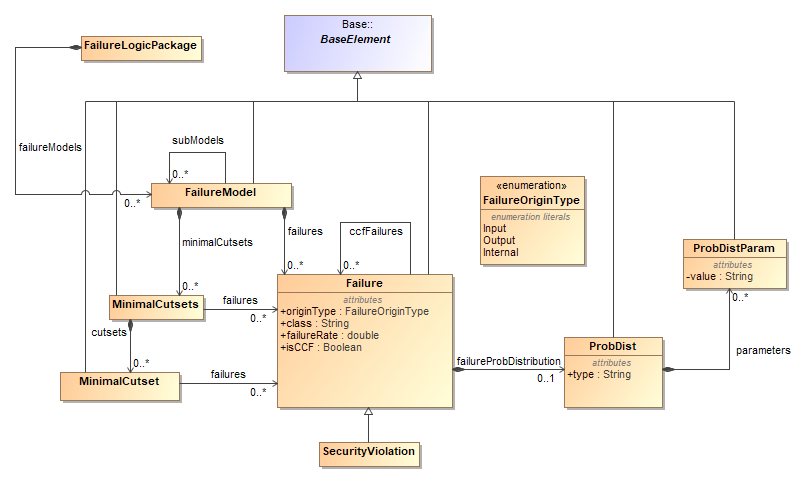 Base::
BaseElement
FailureLogicPackage
subModels
failureModels
0..*
FailureModel
0..*
«enumeration»
FailureOriginType
enumeration literals
Input
Output
Internal
failures
ccfFailures
minimalCutsets
0..*
0..*
ProbDistParam
attributes
-value : String
0..*
Failure
attributes
+originType : FailureOriginType
+class : String
+failureRate : double
+isCCF : Boolean
0..*
MinimalCutsets
failures
0..*
cutsets
0..*
ProbDist
attributes
+type : String
parameters
failureProbDistribution
0..1
MinimalCutset
failures
0..*
SecurityViolation